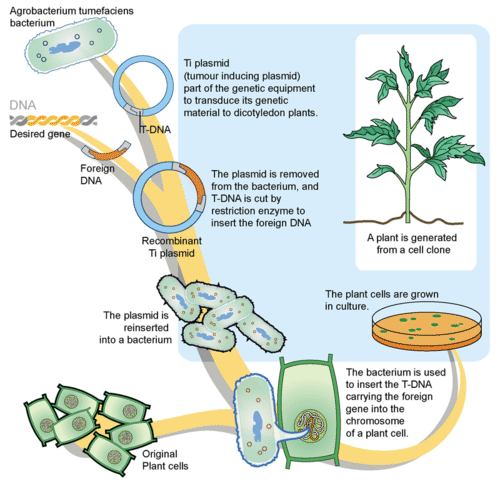 Agrobacterium tumefaciens
bacterium
Ti plasmid
(tumour inducing plasmid)
part of the genetic equipment
to transduce its genetic
material to dicotyledon plants.
DNA
Desired gene
T-DNA
Foreign
DNA
The plasmid is removed
from the bacterium, and
T-DNA is cut by
restriction enzyme to
insert the foreign DNA
Recombinant
Ti plasmid
A plant is generated
from a cell clone
The plasmid is
reinserted
into a bacterium
The plant cells are grown
in culture.
The bacterium is used
to insert the T-DNA
carrying the foreign
gene into the
chromosome
of a plant cell.
Original
Plant cells